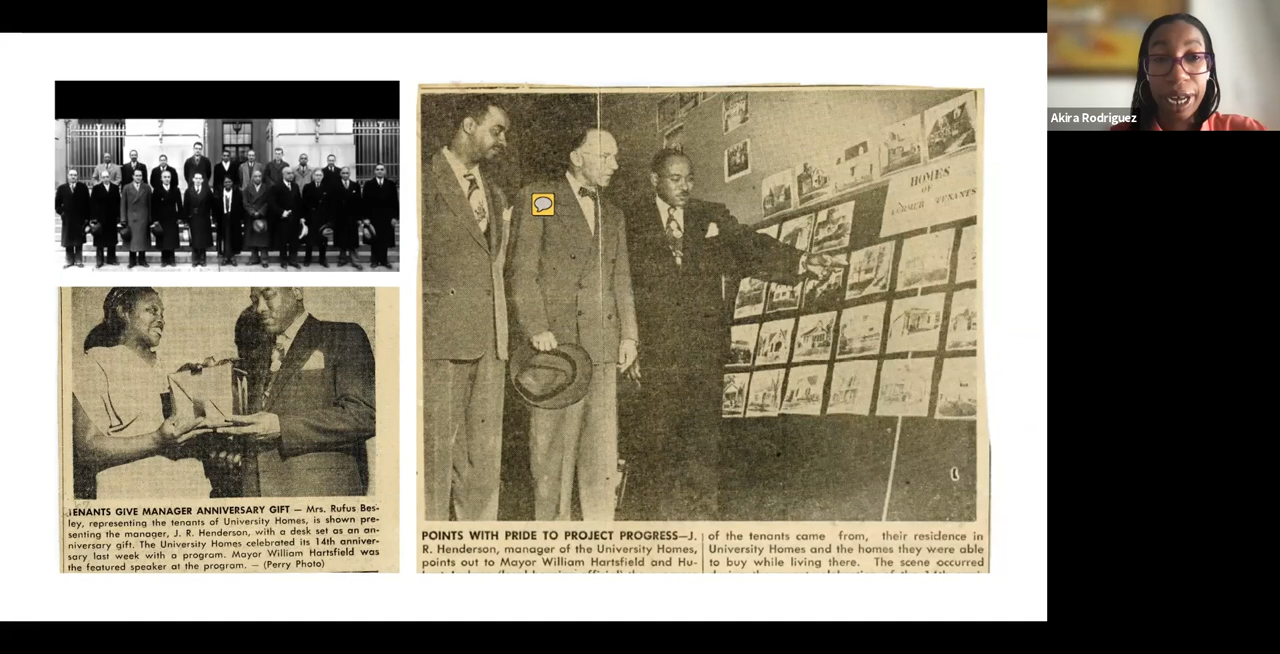 Akira Rodriguez
HOMES
OF
FORMER TENANTS
TENANTS GIVE MANAGER ANNIVERSARY GIFT — Mrs. Rufus Bes-
ley, representing the tenants of University Homes, is shown pre-
senting the manager, J. R. Henderson, with a desk set as an an-
niversary gift. The University Homes celebrated its 14th anniver-
sary last week with a program. Mayor William Hartsfield was
the featured speaker at the program. — (Perry Photo)
POINTS WITH PRIDE TO PROJECT PROGRESS—J.
R. Henderson, manager of the University Homes,
points out to Mayor William Hartsfield and Hu-
of the tenants came from, their residence in
University Homes and the homes they were able
to buy while living there. The scene occurred